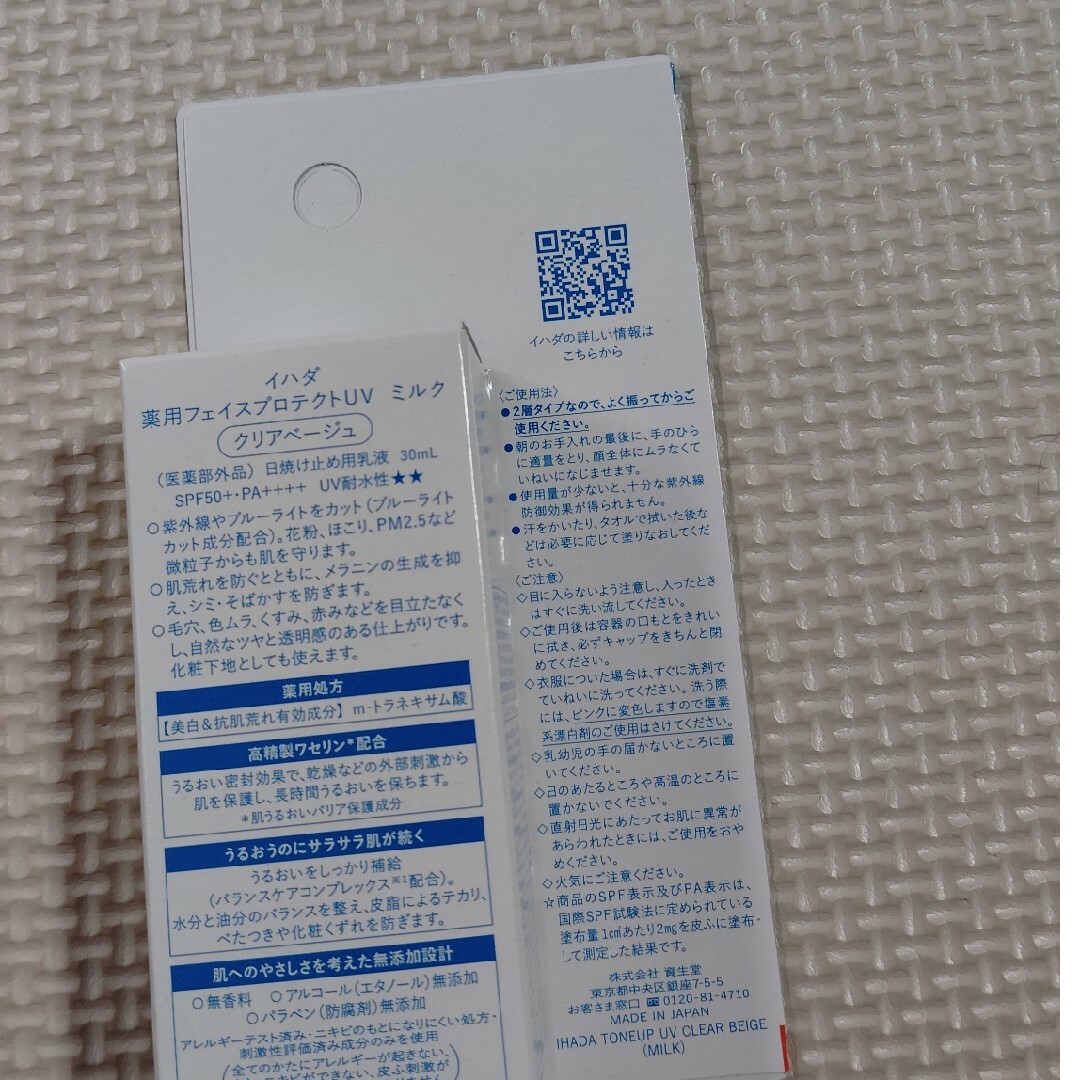 イハダ
薬用フェイスプロテクトUV ミルク
クリアベージュ
（医薬部外品） 日焼け止め用乳液 30mL
SPF50+・PA++++ UV耐水性★★
○紫外線やブルーライトをカット（ブルーライト
カット成分配合）。花粉、ほこり、PM2.5など
微粒子からも肌を守ります。
○肌荒れを防ぐとともに、メラニンの生成を抑
え、シミ・そばかすを防ぎます。
○毛穴、色ムラ、くすみ、赤みなどを目立たなく
し、自然なツヤと透明感のある仕上がりです。
化粧下地としても使えます。
薬用処方
【美白&抗肌荒れ有効成分】 m-トラネキサム酸
高精製ワセリン*配合
うるおい密封効果で、乾燥などの外部刺激から
肌を保護し、長時間うるおいを保ちます。
*肌うるおいバリア保護成分
うるおうのにサラサラ肌が続く
うるおいをしっかり補給
（バランスケアコンプレックス※1配合）。
水分と油分のバランスを整え、皮脂によるテカリ、
べたつきや化粧くずれを防ぎます。
肌へのやさしさを考えた無添加設計
○無香料 ○アルコール（エタノール）無添加
○パラベン（防腐剤）無添加
アレルギーテスト済み・ニキビのもとになりにくい処方・
刺激性評価済み成分のみを使用
（全てのかたにアレルギーが起きない、
ニキビができない、皮ふ刺激が
イハダの詳しい情報は
こちらから
〈ご使用法〉
●2層タイプなので、よく振ってからご
使用ください。
●朝のお手入れの最後に、手のひら
に適量をとり、顔全体にムラなくて
いねいになじませます。
●使用量が少ないと、十分な紫外線
防御効果が得られません。
●汗をかいたり、タオルで拭いた後な
どは必要に応じて塗りなおしてくだ
さい。
〈ご注意〉
◇目に入らないよう注意し、入ったとき
はすぐに洗い流してください。
◇ご使用後は容器の口もとをきれい
に拭き、必ずキャップをきちんと閉
めてください。
◇衣服についた場合は、すぐに洗剤で
ていねいに洗ってください。洗う際
には、ピンクに変色しますので塩素
系漂白剤のご使用はさけてください。
◇乳幼児の手の届かないところに置
いてください。
◇日のあたるところや高温のところに
置かないでください。
◇直射日光にあたってお肌に異常が
あらわれたときには、ご使用をおや
めください。
◇火気にご注意ください。
☆商品のSPF表示及びPA表示は、
国際SPF試験法に定められている
塗布量1c㎡あたり2mgを皮ふに塗布
して測定した結果です。
株式会社 資生堂
東京都中央区銀座7-5-5
お客さま窓口 0120-81-4710
MADE IN JAPAN
IHADA TONEUP UV CLEAR BEIGE
(MILK)